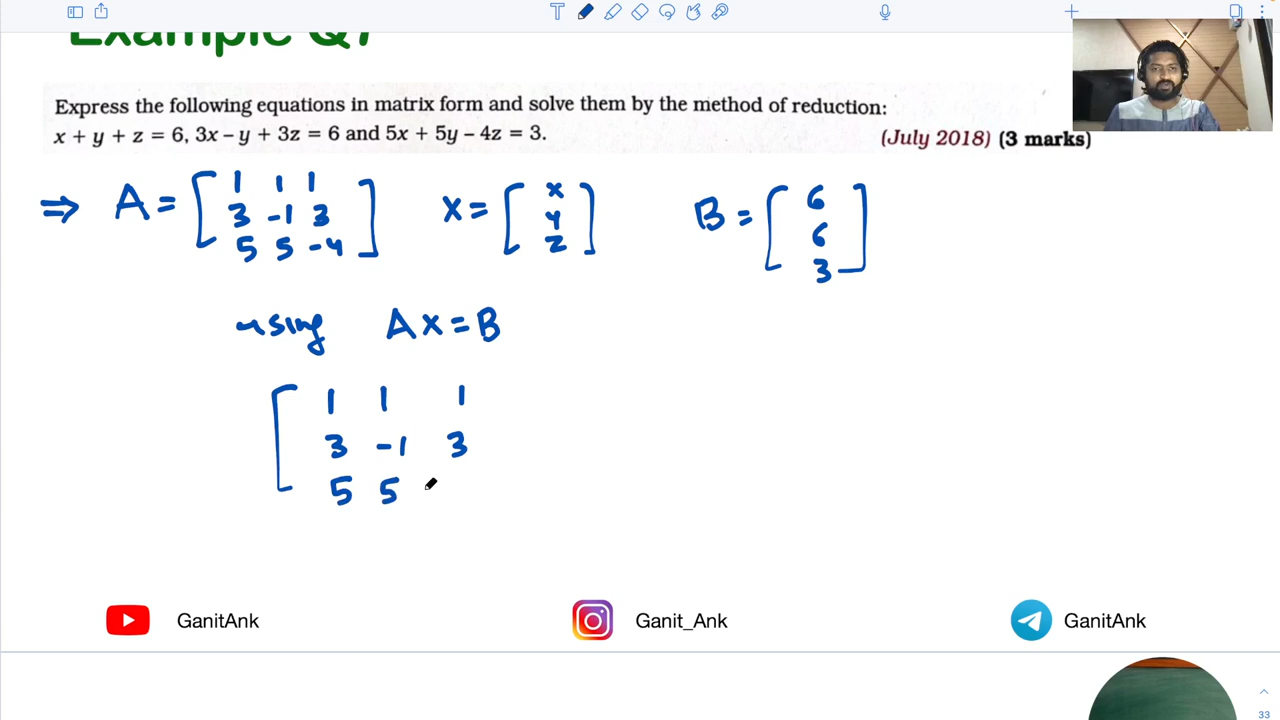 Example Q7
Express the following equations in matrix form and solve them by the method of reduction:
x + y + z = 6, 3x – y + 3z = 6 and 5x + 5y – 4z = 3.
(July 2018) (3 marks)
⇒ A = [ 1 1 1 X = [ x B = [ 6
3 -1 3 y 6
5 5 -4 ] z ] 3 ]
using AX = B
[ 1 1 1
3 -1 3
5 5
GanitAnk Ganit_Ank GanitAnk
33